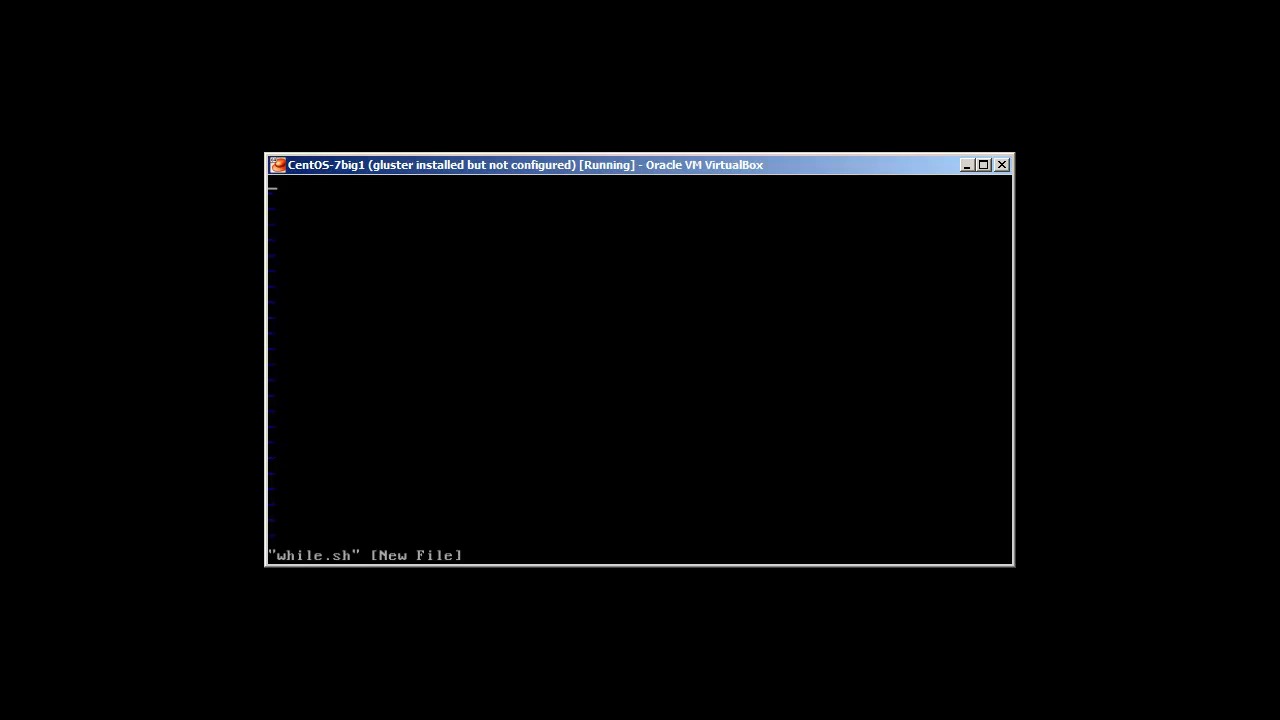 CentOS-7big1 (gluster installed but not configured) [Running] - Oracle VM VirtualBox
"while.sh" [New File]